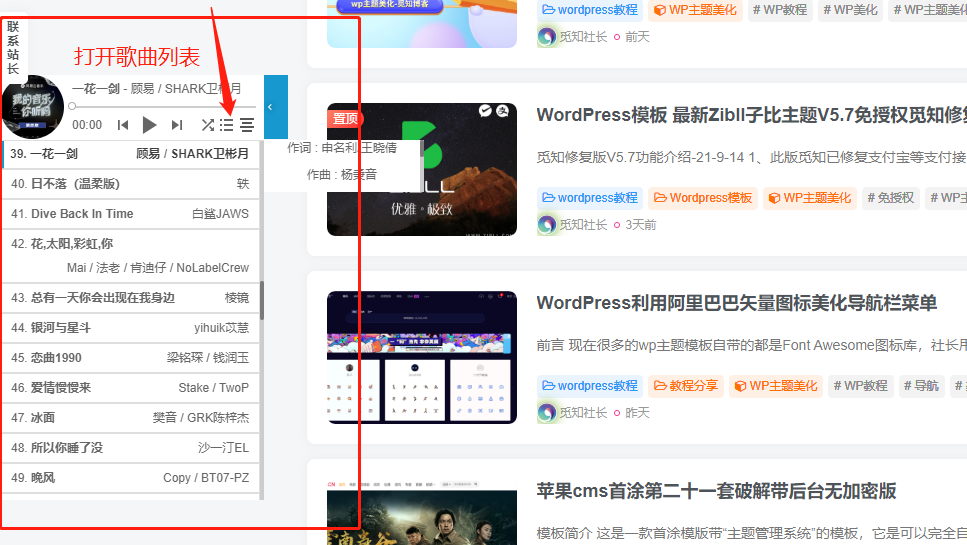 联
系
站
长
打开歌曲列表
我的音乐
你听吗
一花一剑 - 顾易 / SHARK卫彬月
00:00
39. 一花一剑 顾易 / SHARK卫彬月
40. 日不落（温柔版） 轶
41. Dive Back In Time 白鲨JAWS
42. 花,太阳,彩虹,你
Mai / 法老 / 肯迪仔 / NoLabelCrew
43. 总有一天你会出现在我身边 棱镜
44. 银河与星斗 yihuik苡慧
45. 恋曲1990 梁铭琛 / 钱润玉
46. 爱情慢慢来 Stake / TwoP
47. 冰面 樊音 / GRK陈梓杰
48. 所以你睡了没 沙一汀EL
49. 晚风 Copy / BT07-PZ
作词 : 申名利/王晓倩
作曲 : 杨秉音
wp主题美化-觅知博客
wordpress教程 WP主题美化 # WP教程 # WP美化 # WP主题美化
觅知社长 前天
置顶
优雅·极致
WordPress模板 最新Zibll子比主题V5.7免授权觅知修
觅知修复版V5.7功能介绍-21-9-14 1、此版觅知已修复支付宝等支付接
wordpress教程 Wordpress模板 WP主题美化 # 免授权 # WP主
觅知社长 3天前
WordPress利用阿里巴巴矢量图标美化导航栏菜单
前言 现在很多的wp主题模板自带的都是Font Awesome图标库，社长用
wordpress教程 教程分享 WP主题美化 # WP教程 # 导航 #
觅知社长 昨天
苹果cms首涂第二十一套破解带后台无加密版
模板简介 这是一款首涂模版带“主题管理系统”的模板，它是可以完全自